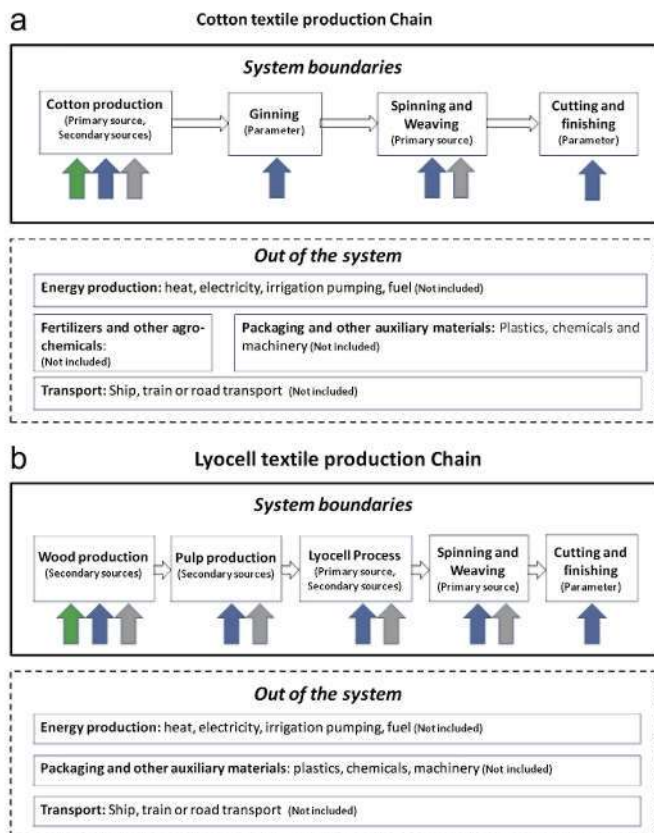 a
Cotton textile production Chain
System boundaries
Cotton production
(Primary source,
Secondary sources)
Ginning
(Parameter)
Spinning and
Weaving
(Primary source)
Cutting and
finishing
(Parameter)
Out of the system
Energy production: heat, electricity, irrigation pumping, fuel (Not included)
Fertilizers and other agro-
chemicals:
(Not included)
Packaging and other auxiliary materials: Plastics, chemicals and
machinery (Not included)
Transport: Ship, train or road transport (Not included)
b
Lyocell textile production Chain
System boundaries
Wood production
(Secondary sources)
Pulp production
(Secondary sources)
Lyocell Process
(Primary source,
Secondary sources)
Spinning and
Weaving
(Primary source)
Cutting and
finishing
(Parameter)
Out of the system
Energy production: heat, electricity, irrigation pumping, fuel (Not included)
Packaging and other auxiliary materials: plastics, chemicals, machinery (Not included)
Transport: Ship, train or road transport (Not included)